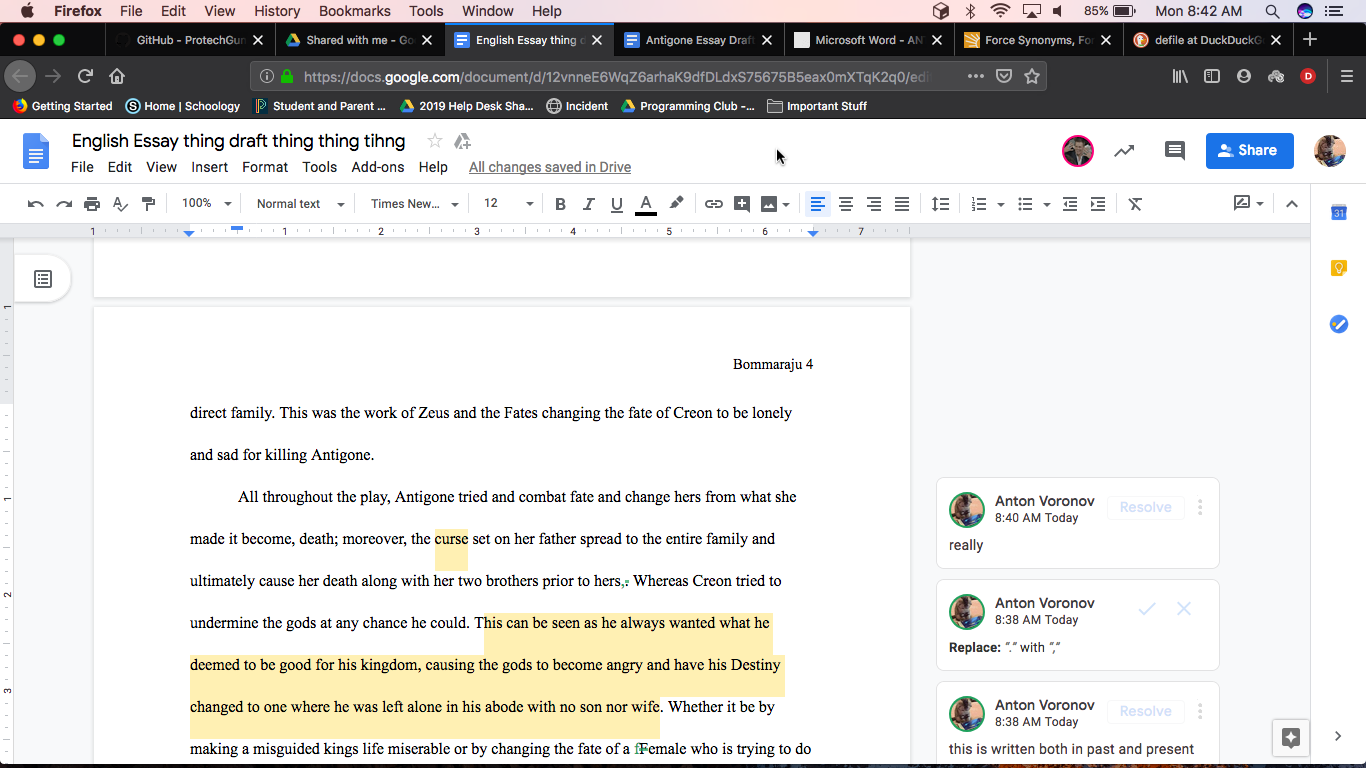 Firefox File Edit View History Bookmarks Tools Window Help 85% Mon 8:42 AM
GitHub - ProtechGun Shared with me - Go English Essay thing d Antigone Essay Draft Microsoft Word - AN Force Synonyms, Fo defile at DuckDuckG
https://docs.google.com/document/d/12vnneE6WqZ6arhaK9dfDLdxS75675B5eax0mXTqK2q0/edi
Getting Started Home | Schoology Student and Parent ... 2019 Help Desk Sha... Incident Programming Club -... Important Stuff
English Essay thing draft thing thing tihng
File Edit View Insert Format Tools Add-ons Help All changes saved in Drive
Share
100% Normal text Times New... 12 B I U A
1 1 2 3 4 5 6 7
Bommaraju 4
direct family. This was the work of Zeus and the Fates changing the fate of Creon to be lonely
and sad for killing Antigone.
All throughout the play, Antigone tried and combat fate and change hers from what she
made it become, death; moreover, the curse set on her father spread to the entire family and
ultimately cause her death along with her two brothers prior to hers,. Whereas Creon tried to
undermine the gods at any chance he could. This can be seen as he always wanted what he
deemed to be good for his kingdom, causing the gods to become angry and have his Destiny
changed to one where he was left alone in his abode with no son nor wife. Whether it be by
making a misguided kings life miserable or by changing the fate of a fFemale who is trying to do
Anton Voronov
8:40 AM Today
Resolve
really
Anton Voronov
8:38 AM Today
Replace: "." with ","
Anton Voronov
8:38 AM Today
Resolve
this is written both in past and present